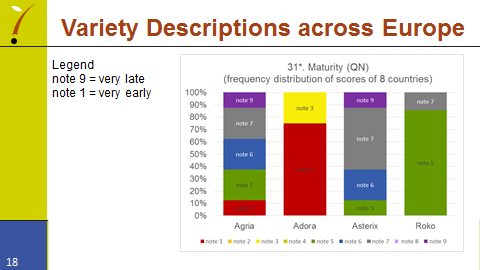 Variety Descriptions across Europe
Legend
note 9 = very late
note 1 = very early
31*. Maturity (QN)
(frequency distribution of scores of 8 countries)
100%
90%
80%
70%
60%
50%
40%
30%
20%
10%
0%
note 9
note 7
note 6
note 5
note 1
note 3
note 9
note 7
note 6
note 5
note 7
note 5
Agria Adora Asterix Roko
note 1 note 2 note 3 note 4 note 5 note 6 note 7 note 8 note 9
18